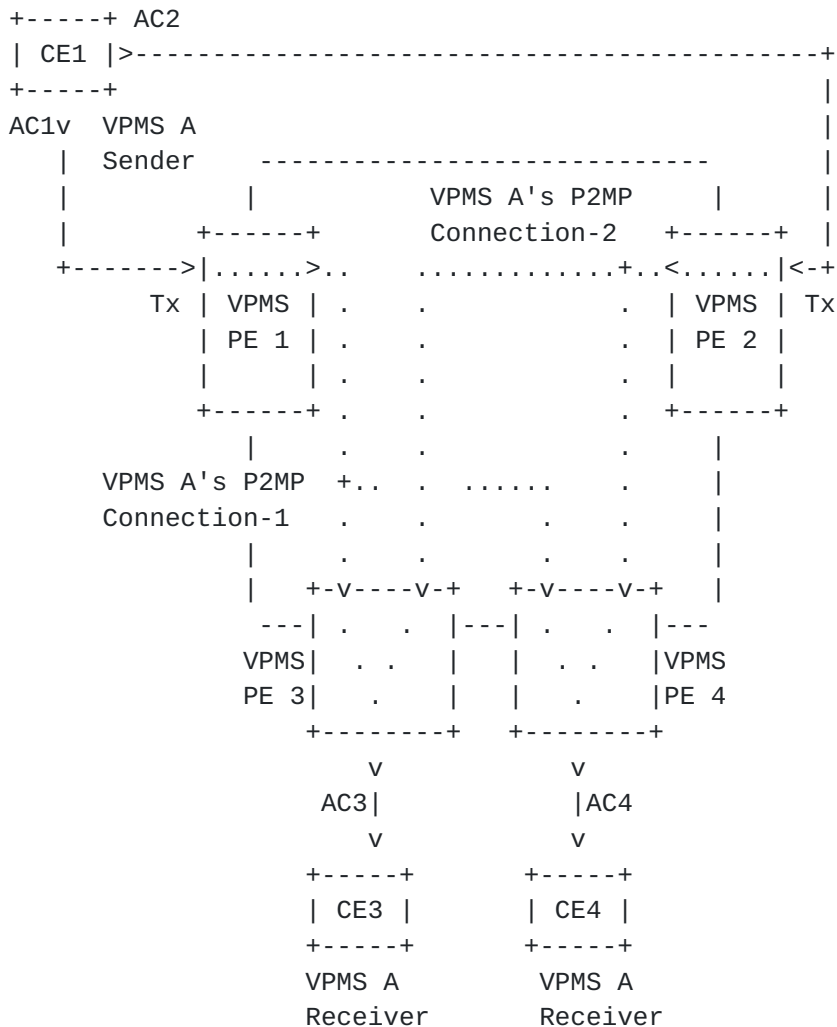 +-----+ AC2
| CE1 |>--------------------------------------------+
+-----+                                              |
AC1v  VPMS A                                         |
   |  Sender    -----------------------------        |
   |           |           VPMS A's P2MP     |       |
   |        +------+       Connection-2   +------+   |
   +------->|......>..    .............+..<......|<-+
         Tx | VPMS | .    .            .  | VPMS | Tx
            | PE 1 | .    .            .  | PE 2 |
            |      | .    .            .  |      |
            +------+ .    .            .  +------+
               |     .    .            .     |
      VPMS A's P2MP  +..  .  ......    .     |
      Connection-1   .    .       .    .     |
               |     .    .       .    .     |
               |   +-v----v-+   +-v----v-+   |
                ---| .   .  |---| .   .  |---
               VPMS|  . .   |   |  . .   |VPMS
               PE 3|   .    |   |   .    |PE 4
                   +--------+   +--------+
                       v            v
                    AC3|            |AC4
                       v            v
                   +-----+       +-----+
                   | CE3 |       | CE4 |
                   +-----+       +-----+
                   VPMS A         VPMS A
                   Receiver       Receiver